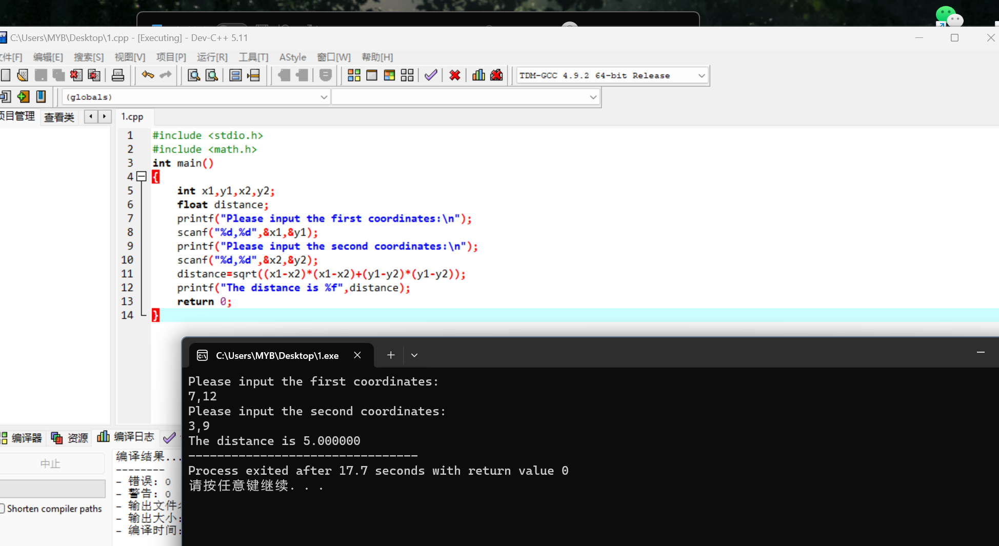 C:\Users\MYB\Desktop\1.cpp - [Executing] - Dev-C++ 5.11
件[F] 编辑[E] 搜索[S] 视图[V] 项目[P] 运行[R] 工具[T] AStyle 窗口[W] 帮助[H]
TDM-GCC 4.9.2 64-bit Release
(globals)
项目管理 查看类 1.cpp
1 #include <stdio.h>
2 #include <math.h>
3 int main()
4 {
5 int x1,y1,x2,y2;
6 float distance;
7 printf("Please input the first coordinates:\n");
8 scanf("%d,%d",&x1,&y1);
9 printf("Please input the second coordinates:\n");
10 scanf("%d,%d",&x2,&y2);
11 distance=sqrt((x1-x2)*(x1-x2)+(y1-y2)*(y1-y2));
12 printf("The distance is %f",distance);
13 return 0;
14 }
C:\Users\MYB\Desktop\1.exe
Please input the first coordinates:
7,12
Please input the second coordinates:
3,9
The distance is 5.000000
--------------------------------
Process exited after 17.7 seconds with return value 0
请按任意键继续. . .
编译器 资源 编译日志
中止
Shorten compiler paths
编译结果...
--------
- 错误: 0
- 警告: 0
- 输出文件
- 输出大小:
- 编译时间: